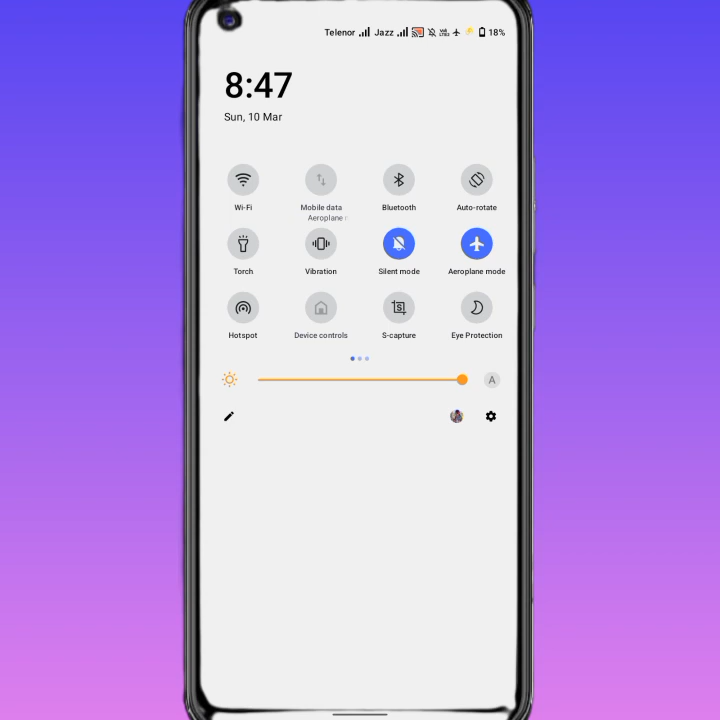 Telenor Jazz 18%
8:47
Sun, 10 Mar
Wi-Fi Mobile data Bluetooth Auto-rotate
Aeroplane
Torch Vibration Silent mode Aeroplane mode
Hotspot Device controls S-capture Eye Protection
A